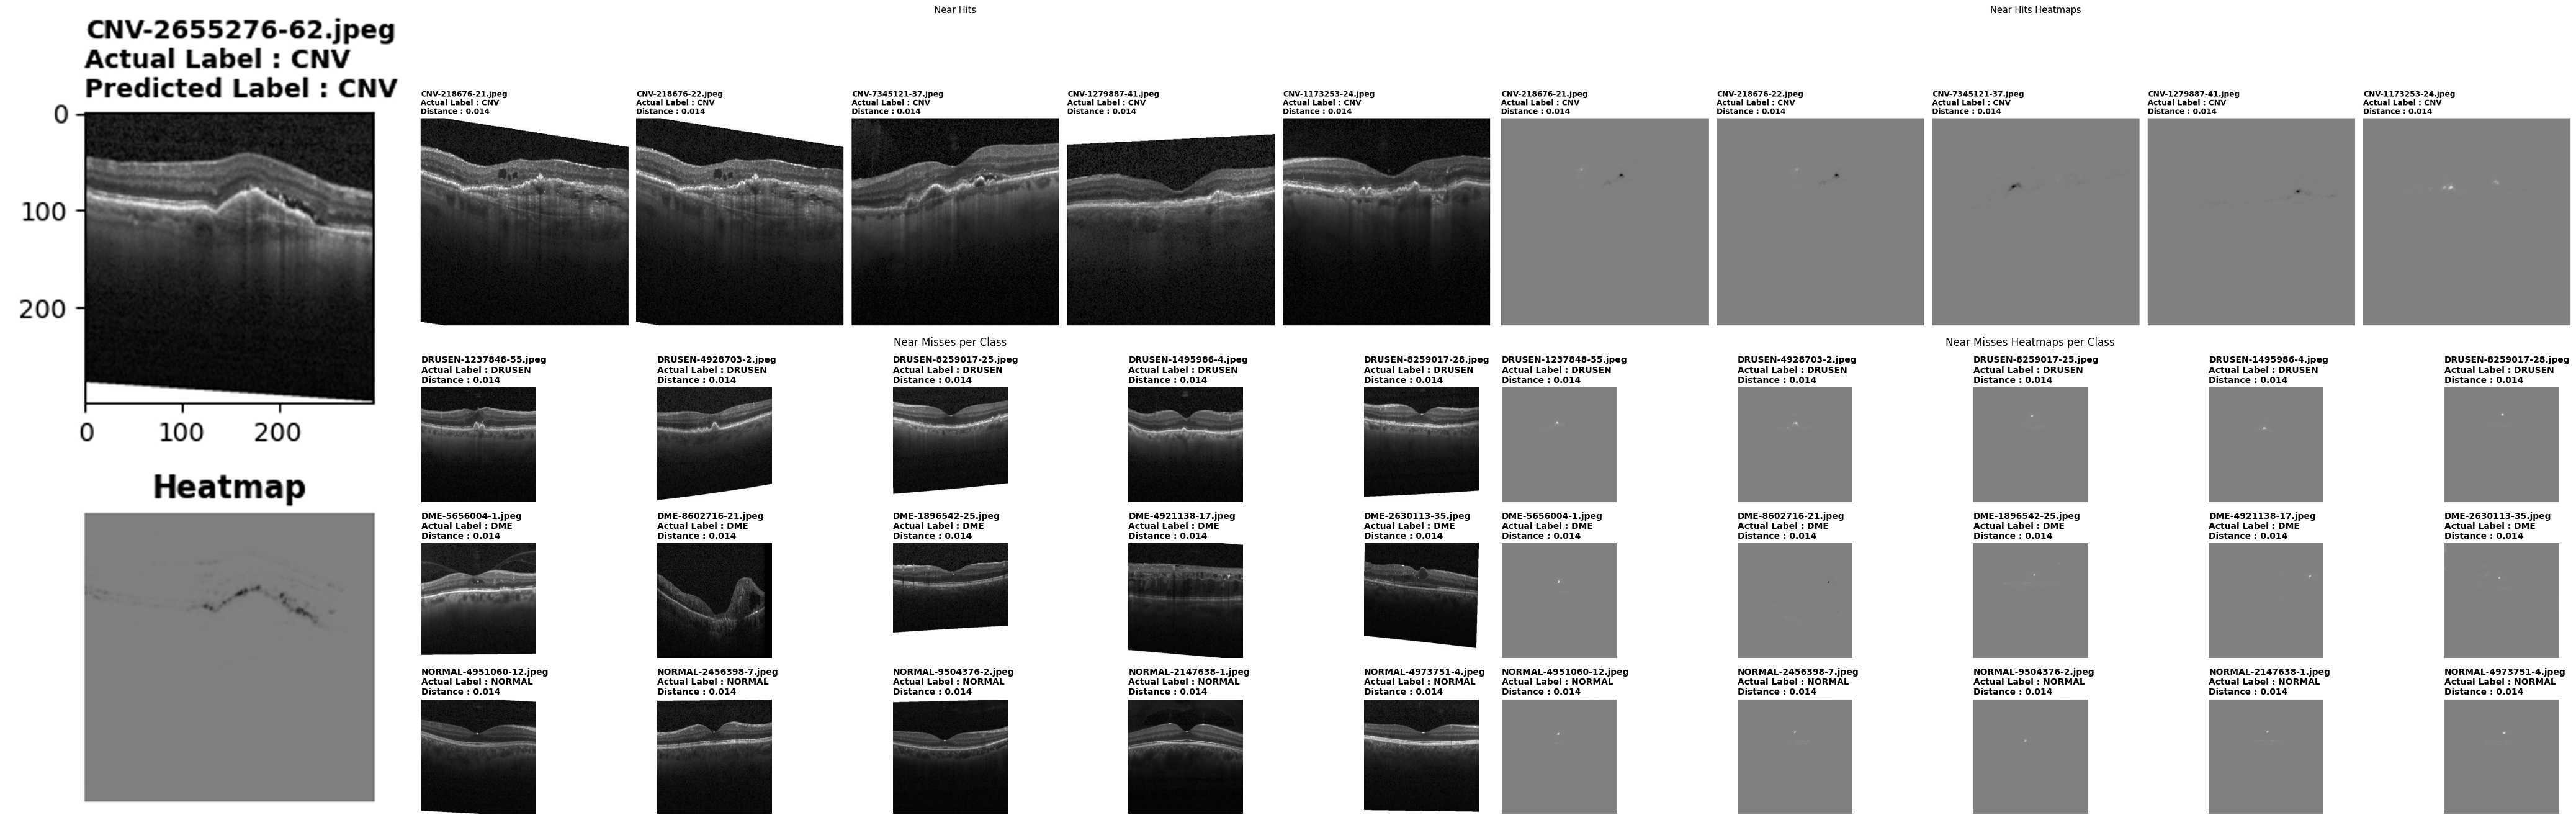 CNV-2655276-62.jpeg
Actual Label : CNV
Predicted Label : CNV
0
100
200
0
100
200
Heatmap
Near Hits
CNV-218676-21.jpeg
Actual Label : CNV
Distance : 0.014
CNV-218676-22.jpeg
Actual Label : CNV
Distance : 0.014
CNV-7345121-37.jpeg
Actual Label : CNV
Distance : 0.014
CNV-1279887-41.jpeg
Actual Label : CNV
Distance : 0.014
CNV-1173253-24.jpeg
Actual Label : CNV
Distance : 0.014
Near Hits Heatmaps
CNV-218676-21.jpeg
Actual Label : CNV
Distance : 0.014
CNV-218676-22.jpeg
Actual Label : CNV
Distance : 0.014
CNV-7345121-37.jpeg
Actual Label : CNV
Distance : 0.014
CNV-1279887-41.jpeg
Actual Label : CNV
Distance : 0.014
CNV-1173253-24.jpeg
Actual Label : CNV
Distance : 0.014
Near Misses per Class
DRUSEN-1237848-55.jpeg
Actual Label : DRUSEN
Distance : 0.014
DRUSEN-4928703-2.jpeg
Actual Label : DRUSEN
Distance : 0.014
DRUSEN-8259017-25.jpeg
Actual Label : DRUSEN
Distance : 0.014
DRUSEN-1495986-4.jpeg
Actual Label : DRUSEN
Distance : 0.014
DRUSEN-8259017-28.jpeg
Actual Label : DRUSEN
Distance : 0.014
DME-5656004-1.jpeg
Actual Label : DME
Distance : 0.014
DME-8602716-21.jpeg
Actual Label : DME
Distance : 0.014
DME-1896542-25.jpeg
Actual Label : DME
Distance : 0.014
DME-4921138-17.jpeg
Actual Label : DME
Distance : 0.014
DME-2630113-35.jpeg
Actual Label : DME
Distance : 0.014
NORMAL-4951060-12.jpeg
Actual Label : NORMAL
Distance : 0.014
NORMAL-2456398-7.jpeg
Actual Label : NORMAL
Distance : 0.014
NORMAL-9504376-2.jpeg
Actual Label : NORMAL
Distance : 0.014
NORMAL-2147638-1.jpeg
Actual Label : NORMAL
Distance : 0.014
NORMAL-4973751-4.jpeg
Actual Label : NORMAL
Distance : 0.014
Near Misses Heatmaps per Class
DRUSEN-1237848-55.jpeg
Actual Label : DRUSEN
Distance : 0.014
DRUSEN-4928703-2.jpeg
Actual Label : DRUSEN
Distance : 0.014
DRUSEN-8259017-25.jpeg
Actual Label : DRUSEN
Distance : 0.014
DRUSEN-1495986-4.jpeg
Actual Label : DRUSEN
Distance : 0.014
DRUSEN-8259017-28.jpeg
Actual Label : DRUSEN
Distance : 0.014
DME-5656004-1.jpeg
Actual Label : DME
Distance : 0.014
DME-8602716-21.jpeg
Actual Label : DME
Distance : 0.014
DME-1896542-25.jpeg
Actual Label : DME
Distance : 0.014
DME-4921138-17.jpeg
Actual Label : DME
Distance : 0.014
DME-2630113-35.jpeg
Actual Label : DME
Distance : 0.014
NORMAL-4951060-12.jpeg
Actual Label : NORMAL
Distance : 0.014
NORMAL-2456398-7.jpeg
Actual Label : NORMAL
Distance : 0.014
NORMAL-9504376-2.jpeg
Actual Label : NORMAL
Distance : 0.014
NORMAL-2147638-1.jpeg
Actual Label : NORMAL
Distance : 0.014
NORMAL-4973751-4.jpeg
Actual Label : NORMAL
Distance : 0.014